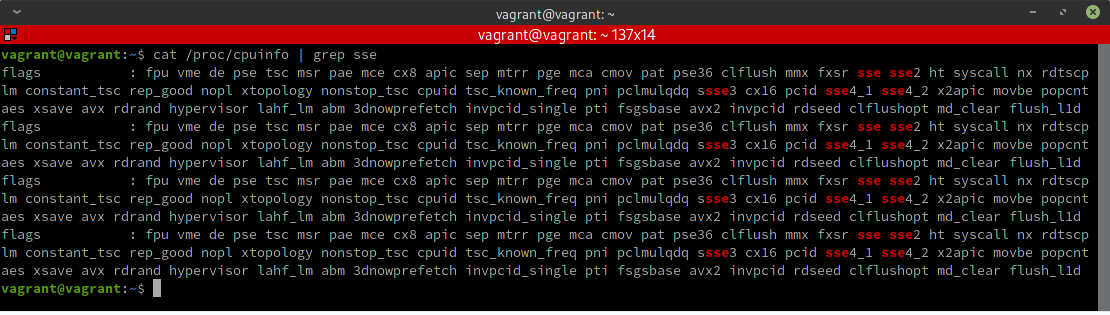 vagrant@vagrant: ~
vagrant@vagrant: ~ 137x14
vagrant@vagrant:~$ cat /proc/cpuinfo | grep sse
flags           : fpu vme de pse tsc msr pae mce cx8 apic sep mtrr pge mca cmov pat pse36 clflush mmx fxsr sse sse2 ht syscall nx rdtscp
lm constant_tsc rep_good nopl xtopology nonstop_tsc cpuid tsc_known_freq pni pclmulqdq ssse3 cx16 pcid sse4_1 sse4_2 x2apic movbe popcnt
aes xsave avx rdrand hypervisor lahf_lm abm 3dnowprefetch invpcid_single pti fsgsbase avx2 invpcid rdseed clflushopt md_clear flush_l1d
flags           : fpu vme de pse tsc msr pae mce cx8 apic sep mtrr pge mca cmov pat pse36 clflush mmx fxsr sse sse2 ht syscall nx rdtscp
lm constant_tsc rep_good nopl xtopology nonstop_tsc cpuid tsc_known_freq pni pclmulqdq ssse3 cx16 pcid sse4_1 sse4_2 x2apic movbe popcnt
aes xsave avx rdrand hypervisor lahf_lm abm 3dnowprefetch invpcid_single pti fsgsbase avx2 invpcid rdseed clflushopt md_clear flush_l1d
flags           : fpu vme de pse tsc msr pae mce cx8 apic sep mtrr pge mca cmov pat pse36 clflush mmx fxsr sse sse2 ht syscall nx rdtscp
lm constant_tsc rep_good nopl xtopology nonstop_tsc cpuid tsc_known_freq pni pclmulqdq ssse3 cx16 pcid sse4_1 sse4_2 x2apic movbe popcnt
aes xsave avx rdrand hypervisor lahf_lm abm 3dnowprefetch invpcid_single pti fsgsbase avx2 invpcid rdseed clflushopt md_clear flush_l1d
flags           : fpu vme de pse tsc msr pae mce cx8 apic sep mtrr pge mca cmov pat pse36 clflush mmx fxsr sse sse2 ht syscall nx rdtscp
lm constant_tsc rep_good nopl xtopology nonstop_tsc cpuid tsc_known_freq pni pclmulqdq ssse3 cx16 pcid sse4_1 sse4_2 x2apic movbe popcnt
aes xsave avx rdrand hypervisor lahf_lm abm 3dnowprefetch invpcid_single pti fsgsbase avx2 invpcid rdseed clflushopt md_clear flush_l1d
vagrant@vagrant:~$